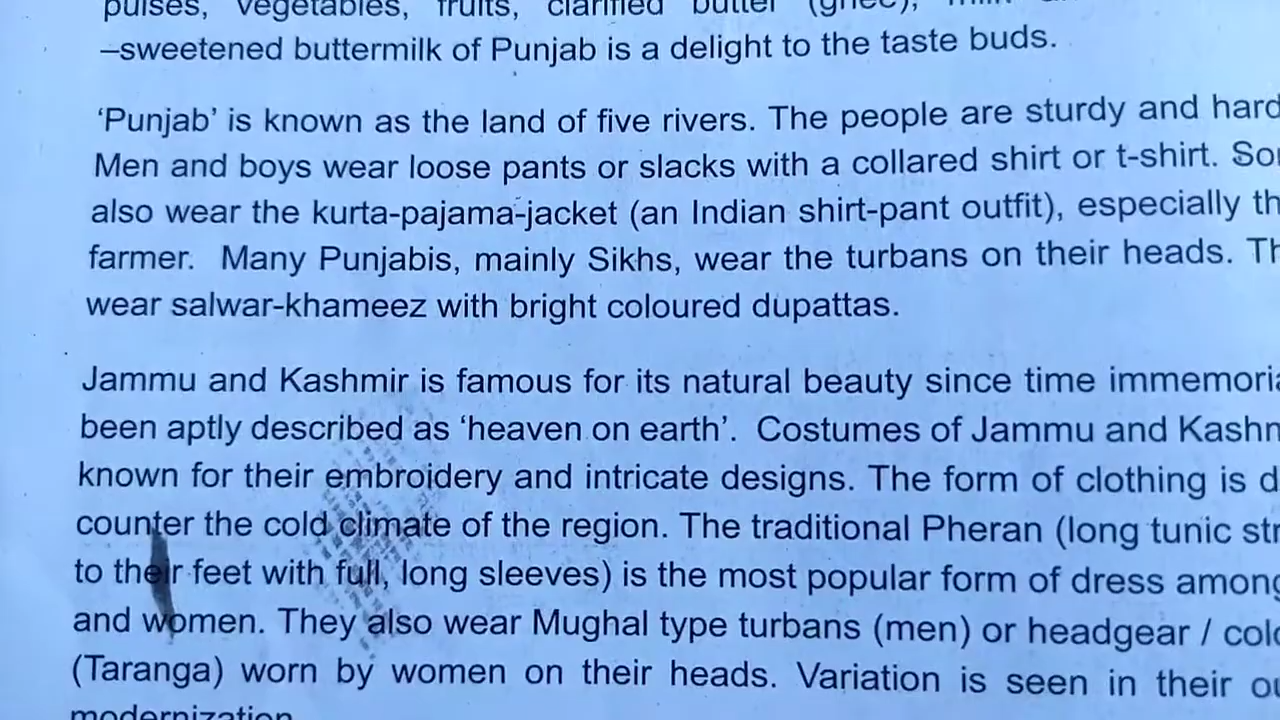 pulses, vegetables, fruits, clarified butter (ghee), milk
–sweetened buttermilk of Punjab is a delight to the taste buds.
‘Punjab’ is known as the land of five rivers. The people are sturdy and hard
Men and boys wear loose pants or slacks with a collared shirt or t-shirt.
also wear the kurta-pajama-jacket (an Indian shirt-pant outfit), especially
farmer. Many Punjabis, mainly Sikhs, wear the turbans on their heads.
wear salwar-khameez with bright coloured dupattas.
Jammu and Kashmir is famous for its natural beauty since time
been aptly described as ‘heaven on earth’. Costumes of Jammu and
known for their embroidery and intricate designs. The form of clothing is
counter the cold climate of the region. The traditional Pheran (long tunic
to their feet with full, long sleeves) is the most popular form of dress
and women. They also wear Mughal type turbans (men) or headgear /
(Taranga) worn by women on their heads. Variation is seen in their
modernization